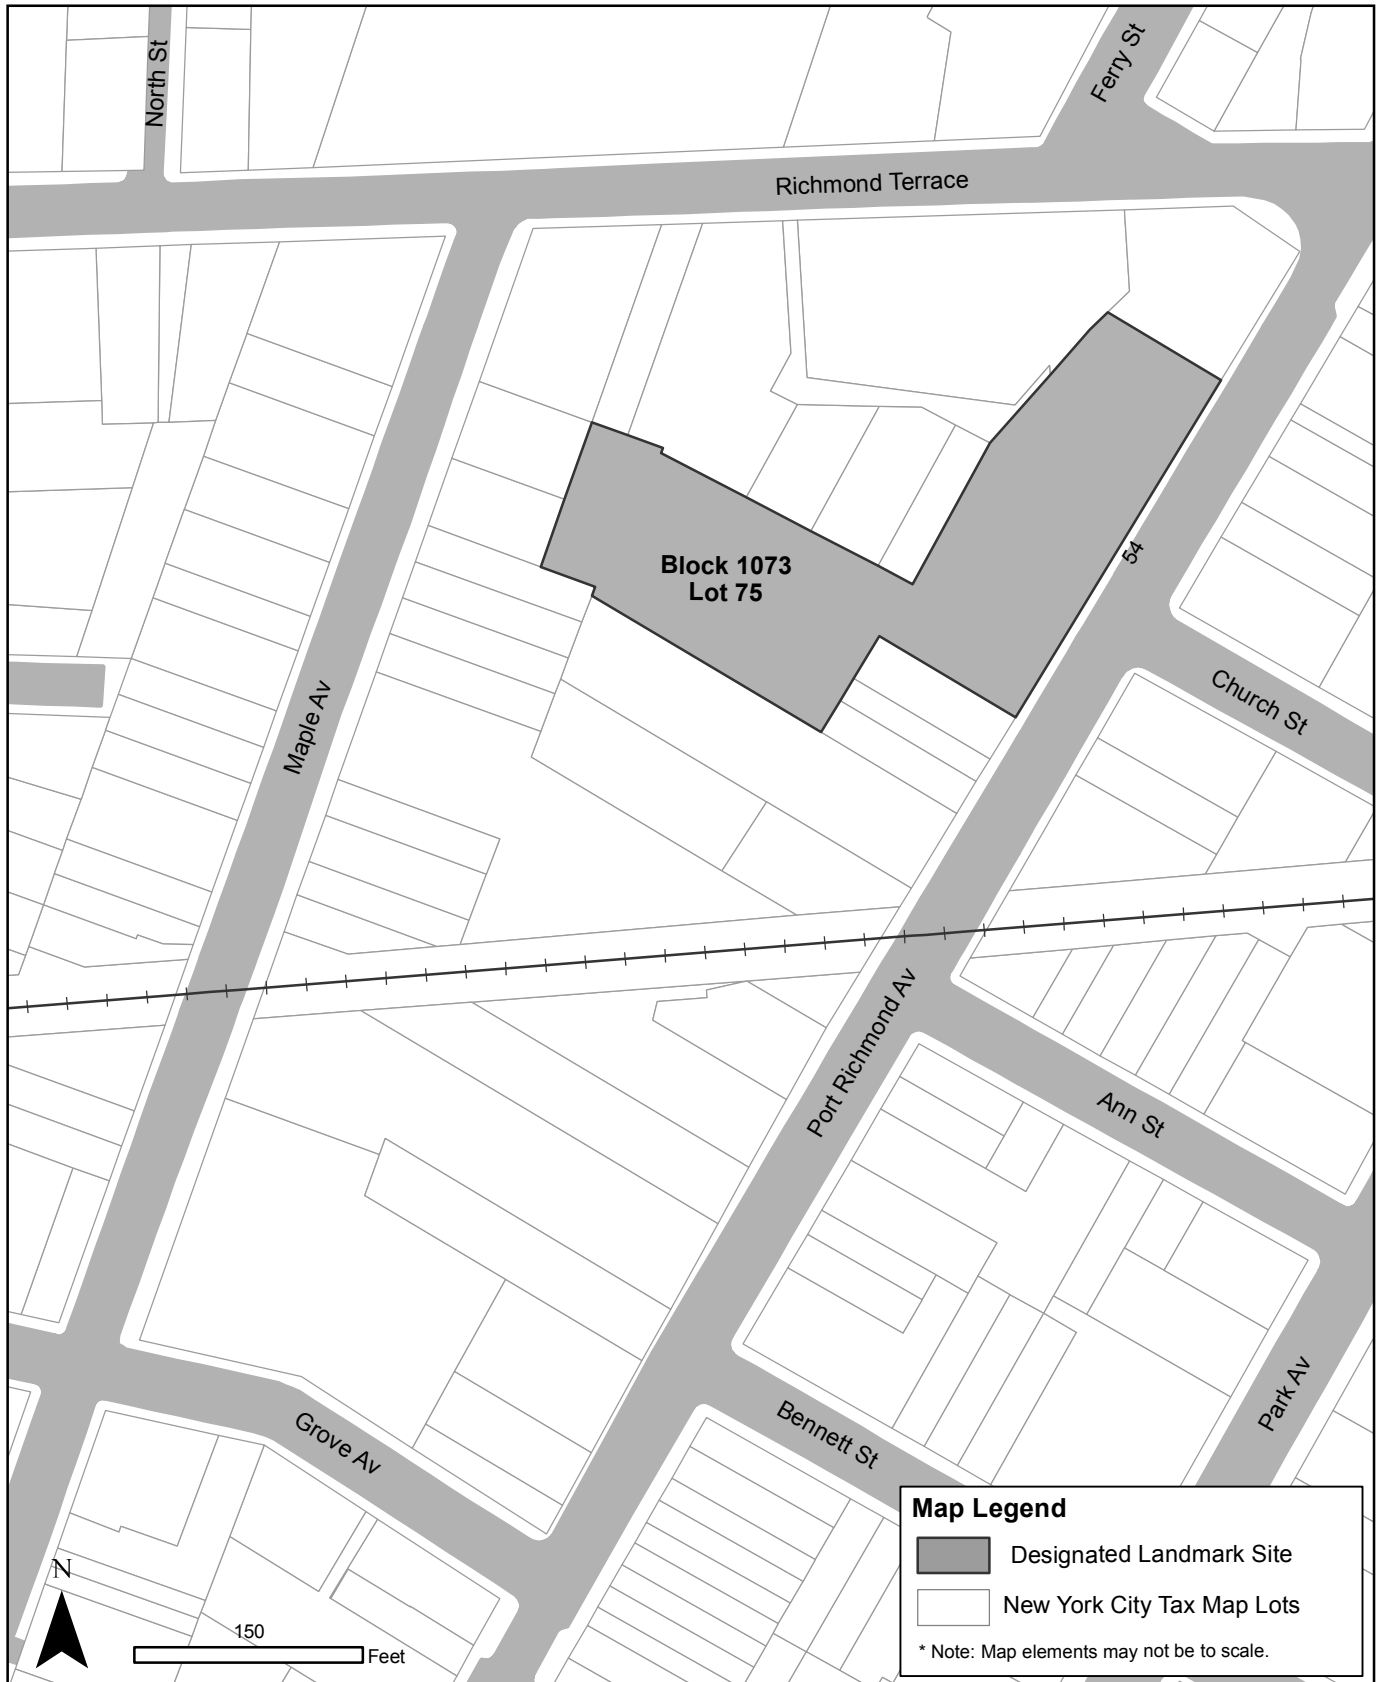 North St
Ferry St
Richmond Terrace
Block 1073
Lot 75
54
Church St
Maple Av
Port Richmond Av
Ann St
Park Av
Grove Av
Bennett St
Map Legend
Designated Landmark Site
New York City Tax Map Lots
* Note: Map elements may not be to scale.
N
150
Feet